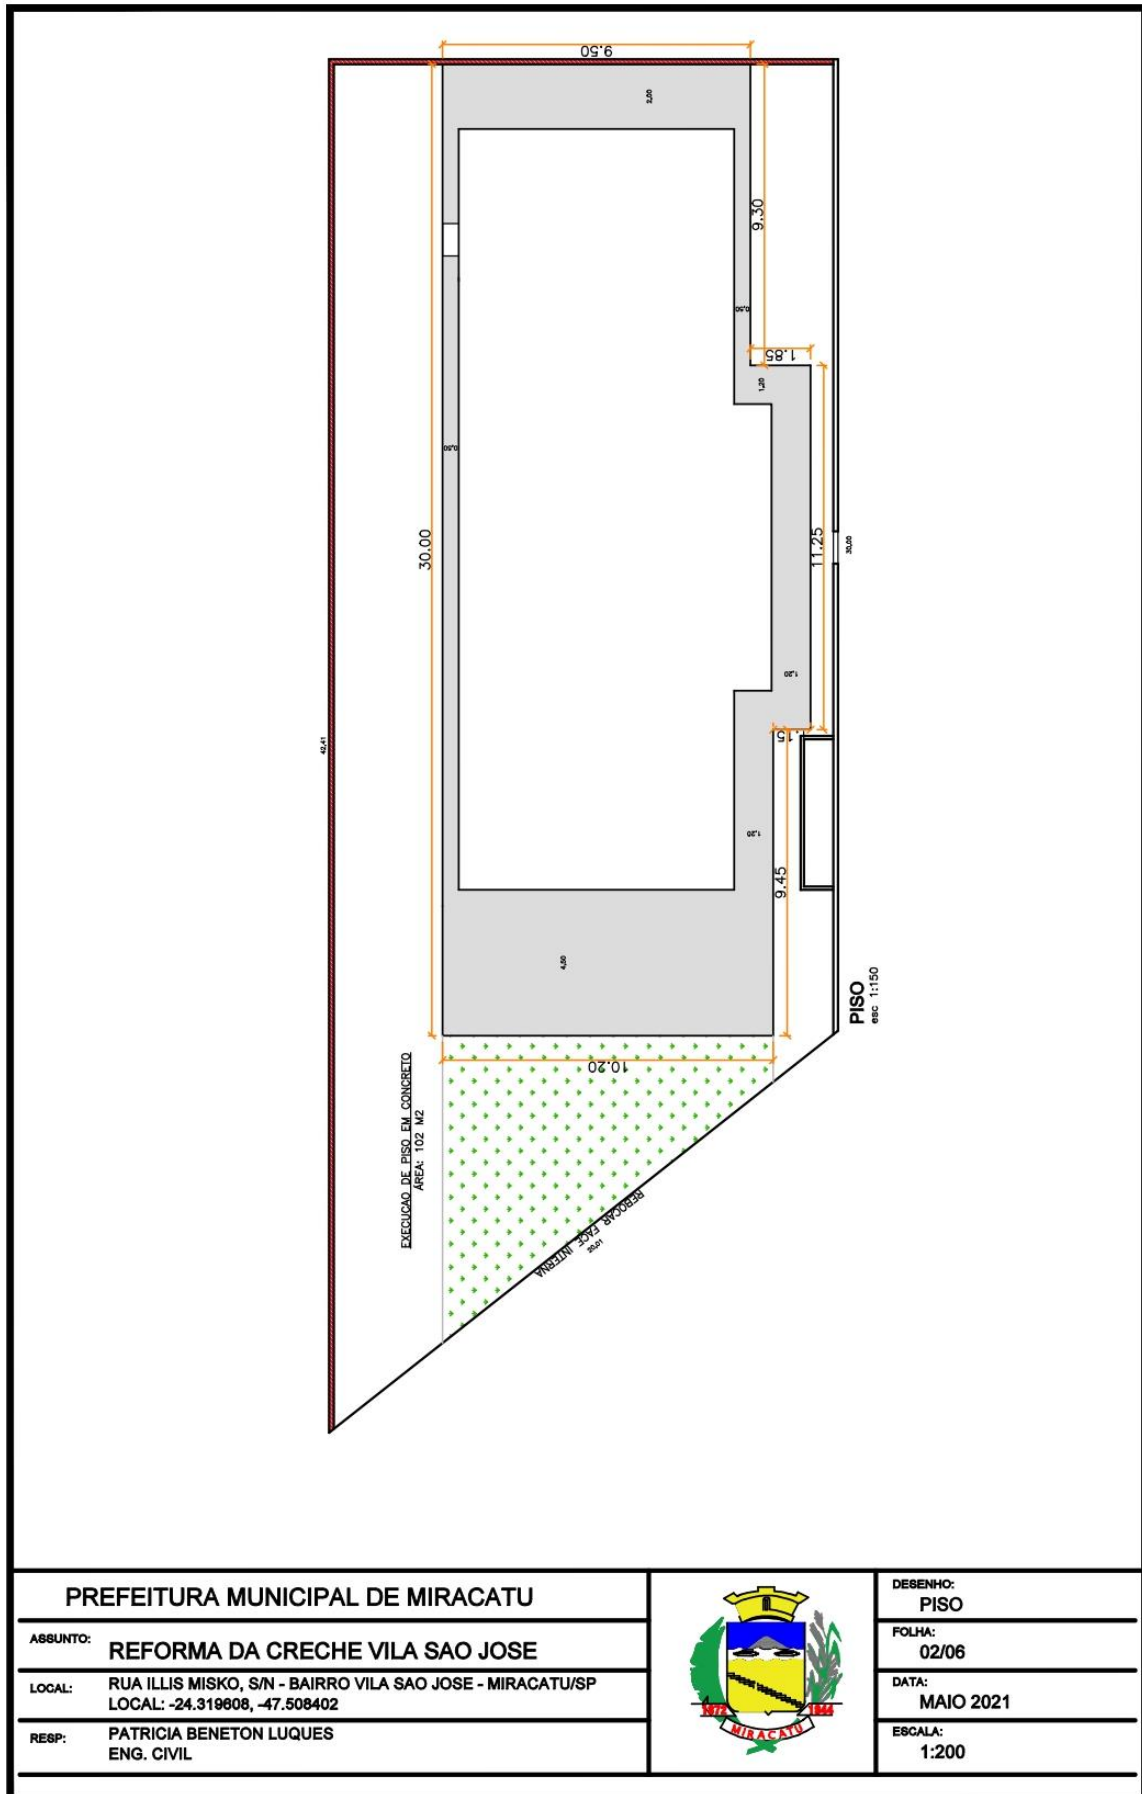 9.50
2,00
9.30
0,50
1.85
1,20
0,50
30.00
11.25
30,00
1,20
42,41
1.15
1,20
9.45
4,50
PISO
esc 1:150
10.20
EXECUCAO DE PISO EM CONCRETO
ÁREA: 102 M2
REBOCAR FACE INTERNA
20,01
PREFEITURA MUNICIPAL DE MIRACATU
ASSUNTO: REFORMA DA CRECHE VILA SAO JOSE
LOCAL: RUA ILLIS MISKO, S/N - BAIRRO VILA SAO JOSE - MIRACATU/SP
LOCAL: -24.319608, -47.508402
RESP: PATRICIA BENETON LUQUES
ENG. CIVIL
1872
MIRACATU
DESENHO:
PISO
FOLHA:
02/06
DATA:
MAIO 2021
ESCALA:
1:200